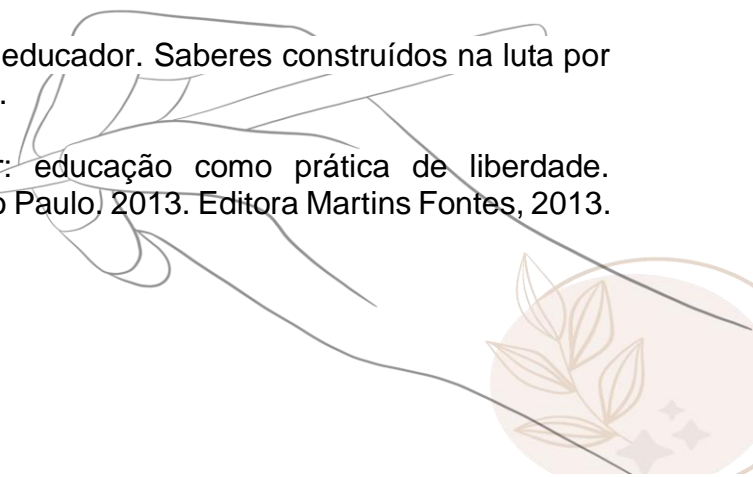 educador. Saberes construídos na luta por
.
r: educação como prática de liberdade.
o Paulo. 2013. Editora Martins Fontes, 2013.